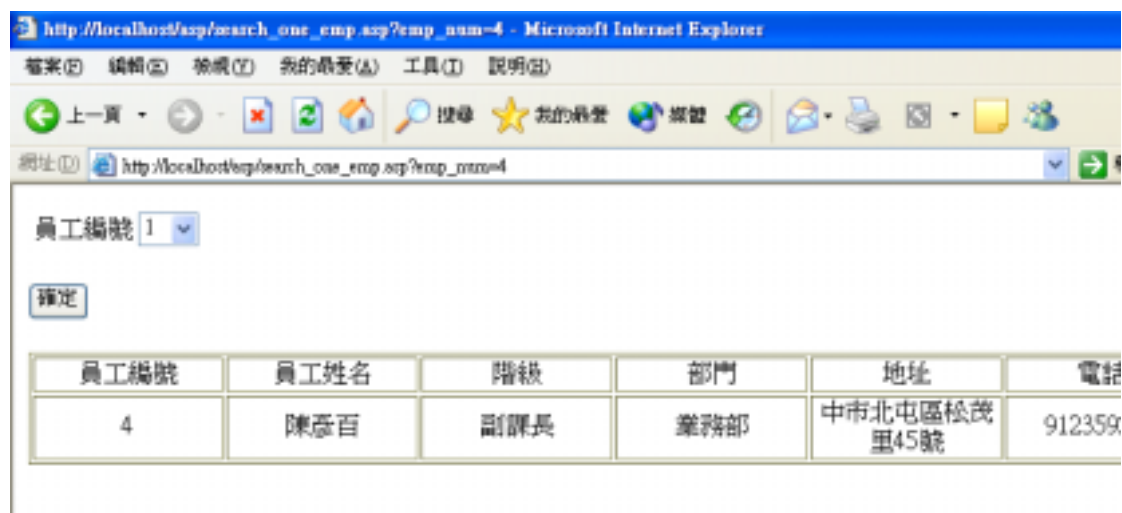 http://localhost/asp/search_one_emp.asp?emp_num=4 - Microsoft Internet Explorer
檔案(F) 編輯(E) 檢視(V) 我的最愛(A) 工具(T) 說明(H)
上一頁 搜尋 我的最愛 媒體
網址(D) http://localhost/asp/search_one_emp.asp?emp_num=4
員工編號 1
確定
員工編號 員工姓名 階級 部門 地址 電話
4 陳彥百 副課長 業務部 中市北屯區松茂 912359
里45號